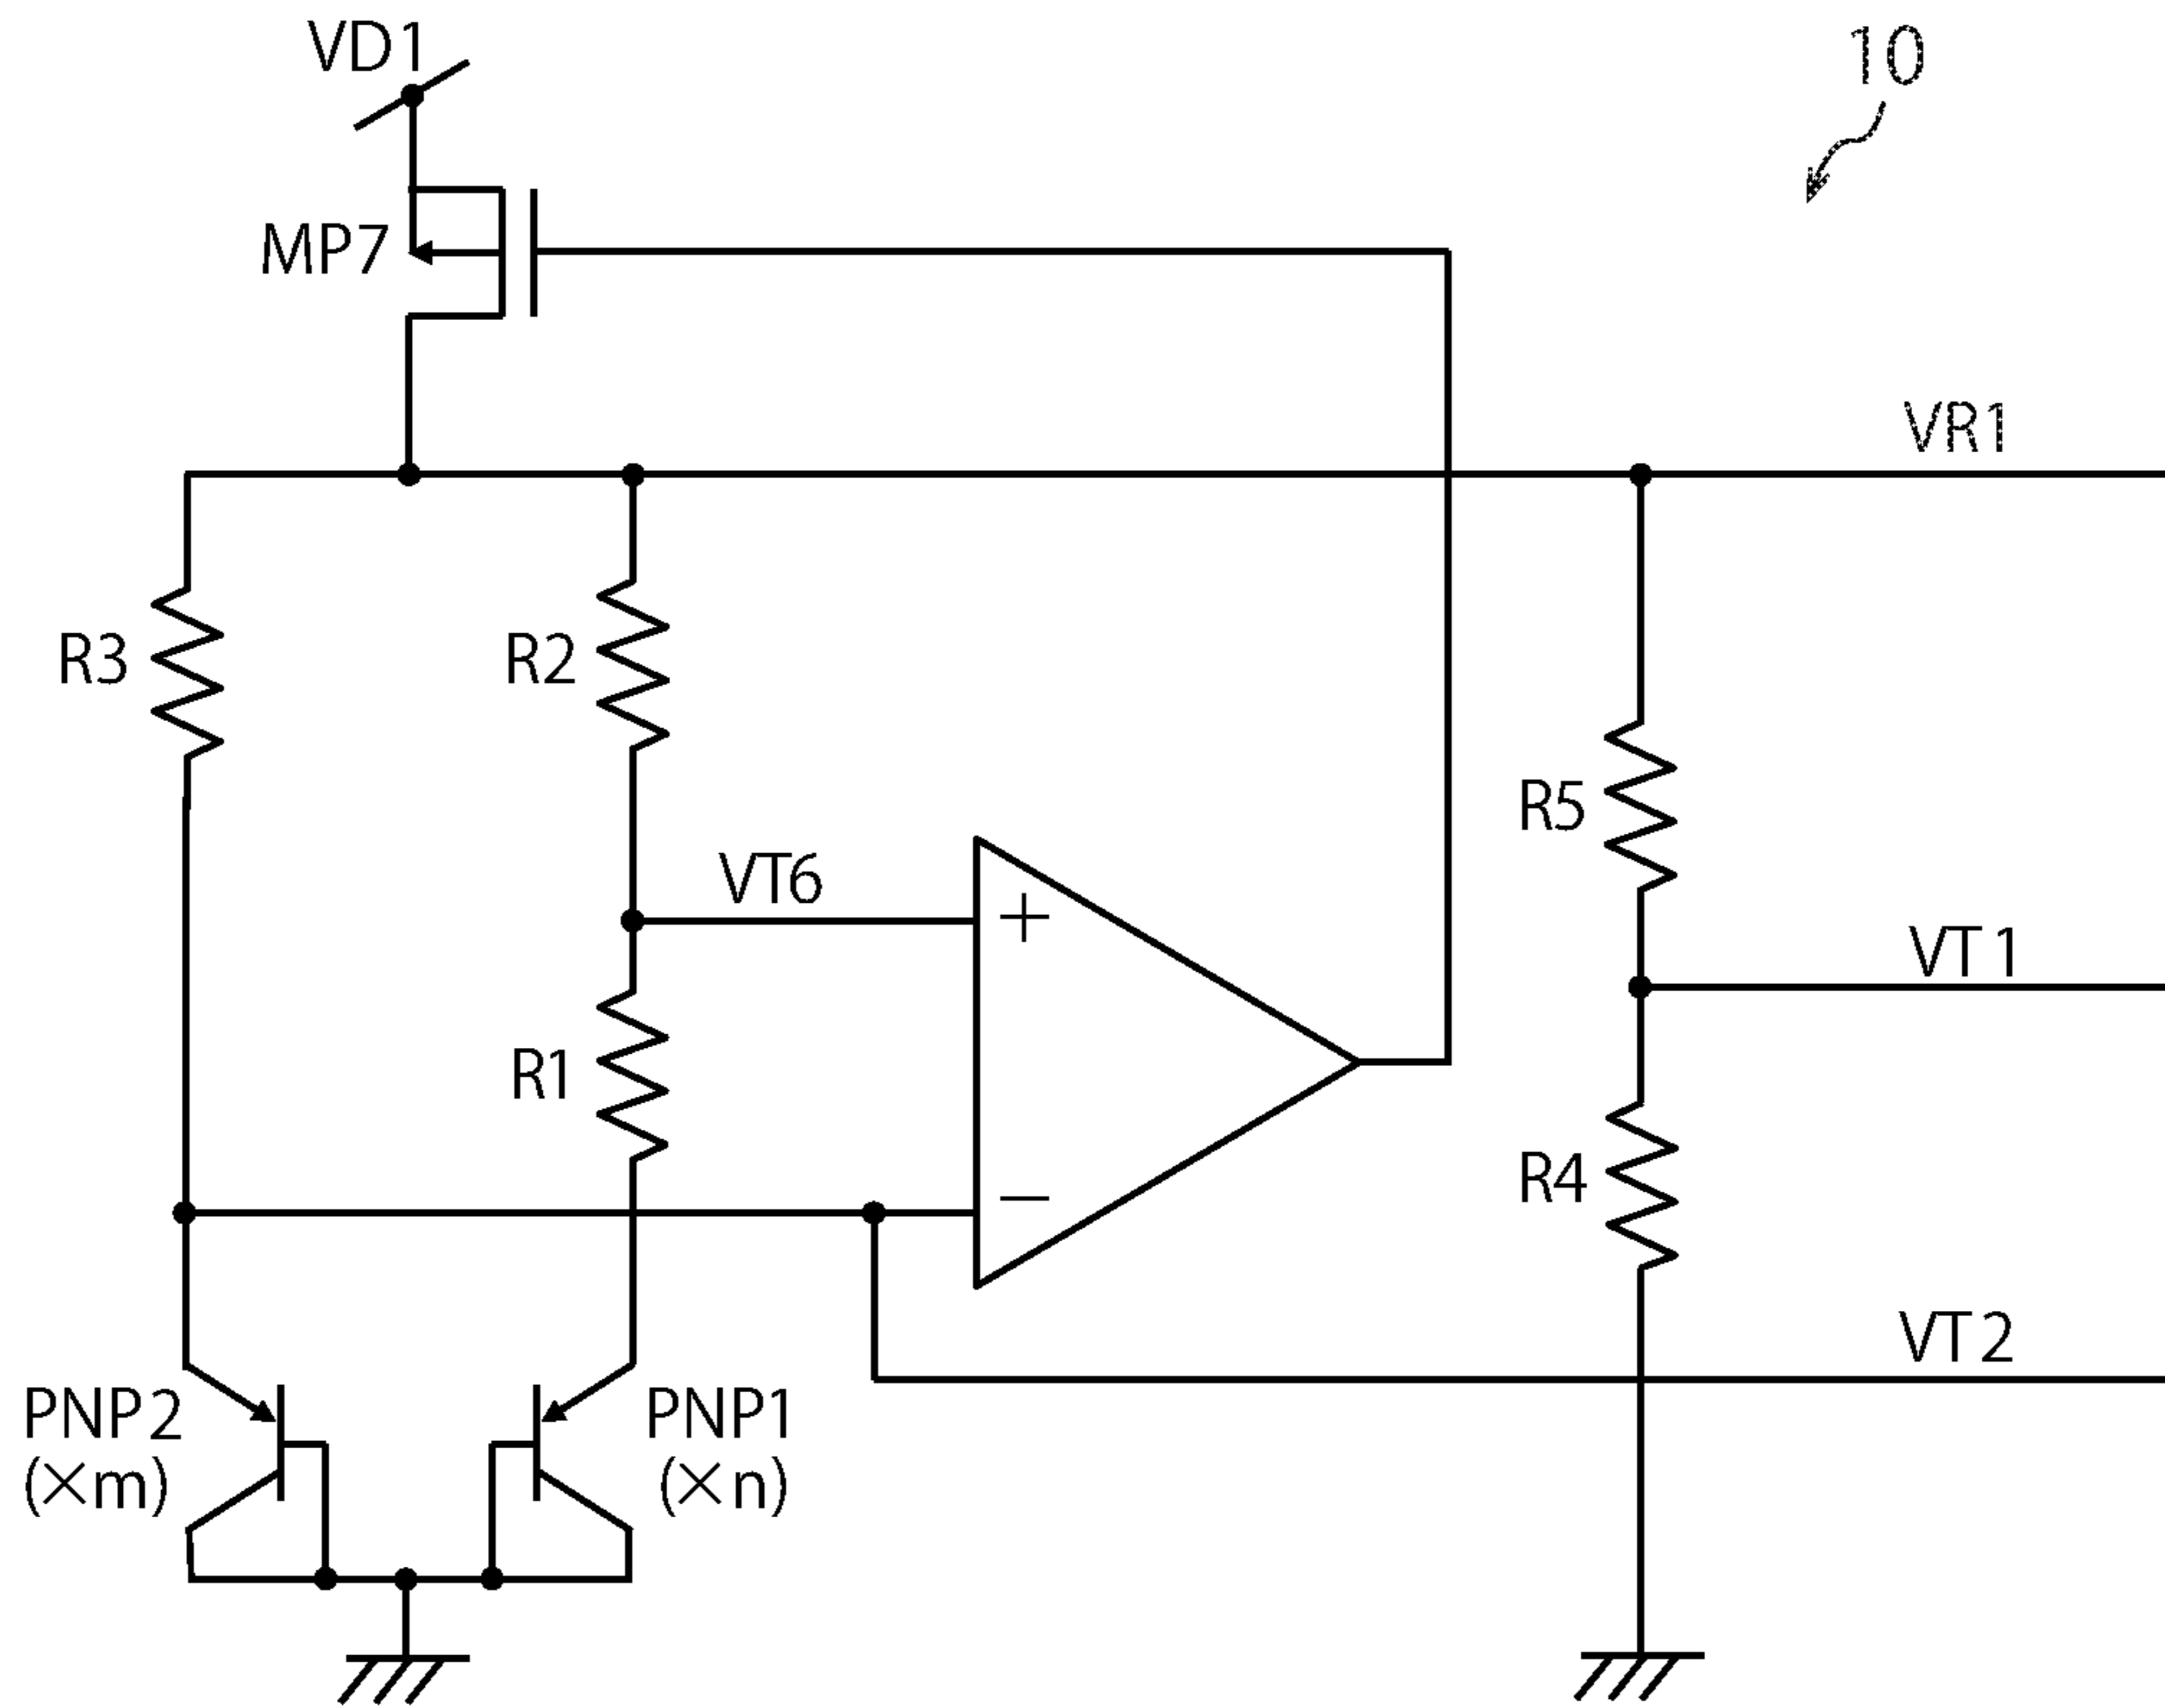 VD1
10
MP7
VR1
R3
R2
R5
VT6
+
VT1
R1
R4
−
VT2
PNP2
(×m)
PNP1
(×n)